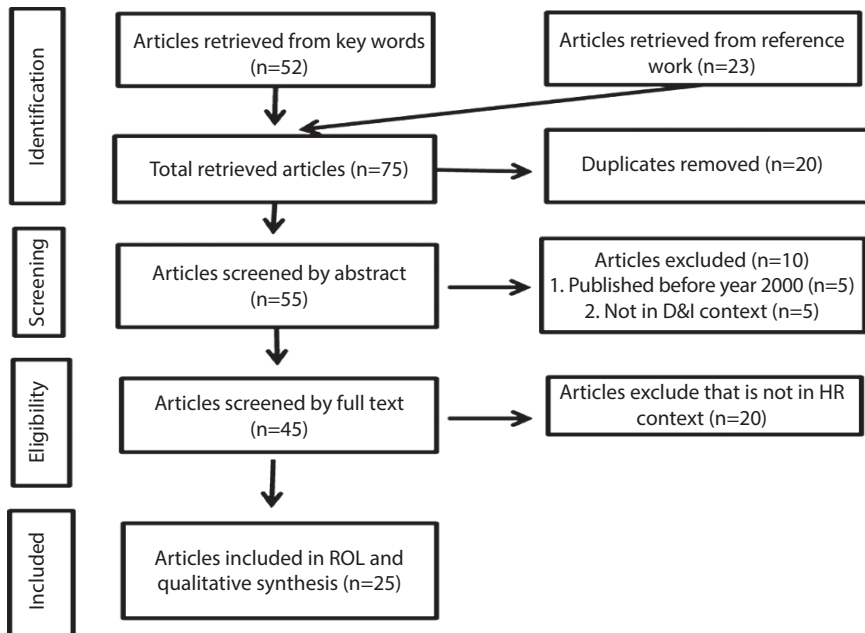 Identification
Articles retrieved from key words
(n=52)
Articles retrieved from reference
work (n=23)
Total retrieved articles (n=75)
Duplicates removed (n=20)
Screening
Articles screened by abstract
(n=55)
Articles excluded (n=10)
1. Published before year 2000 (n=5)
2. Not in D&I context (n=5)
Eligibility
Articles screened by full text
(n=45)
Articles exclude that is not in HR
context (n=20)
Included
Articles included in ROL and
qualitative synthesis (n=25)